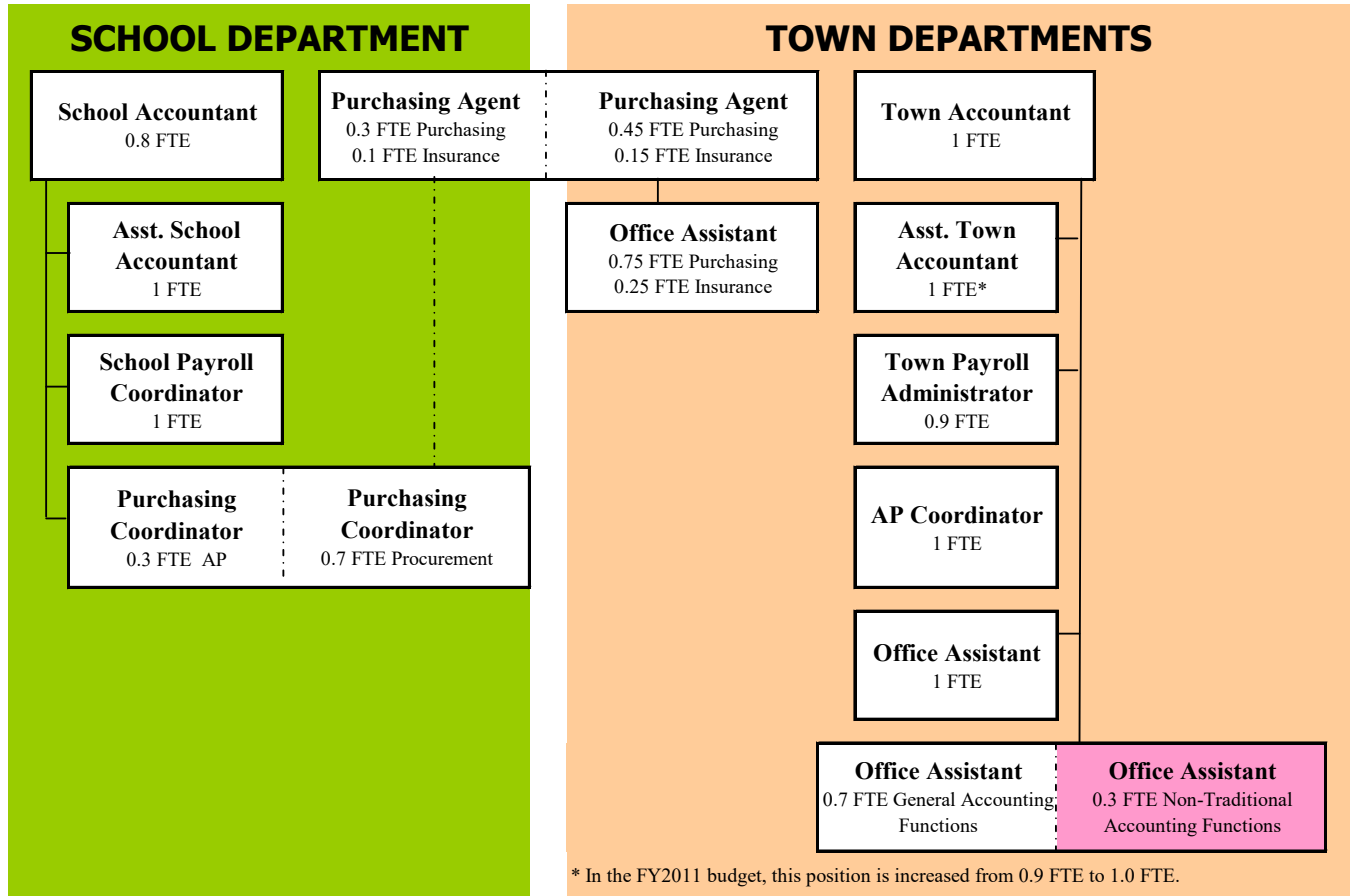 SCHOOL DEPARTMENT
TOWN DEPARTMENTS
School Accountant
0.8 FTE
Purchasing Agent
0.3 FTE Purchasing
0.1 FTE Insurance
Purchasing Agent
0.45 FTE Purchasing
0.15 FTE Insurance
Town Accountant
1 FTE
Asst. School
Accountant
1 FTE
Office Assistant
0.75 FTE Purchasing
0.25 FTE Insurance
Asst. Town
Accountant
1 FTE*
School Payroll
Coordinator
1 FTE
Town Payroll
Administrator
0.9 FTE
Purchasing
Coordinator
0.3 FTE AP
Purchasing
Coordinator
0.7 FTE Procurement
AP Coordinator
1 FTE
Office Assistant
1 FTE
Office Assistant
0.7 FTE General Accounting
Functions
Office Assistant
0.3 FTE Non-Traditional
Accounting Functions
* In the FY2011 budget, this position is increased from 0.9 FTE to 1.0 FTE.